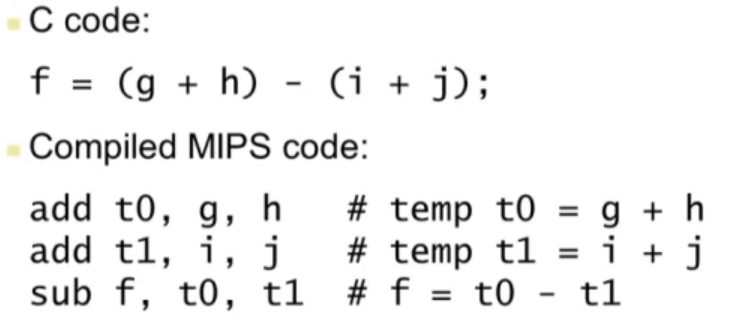 C code:
f = (g + h) - (i + j);
Compiled MIPS code:
add t0, g, h # temp t0 = g + h
add t1, i, j # temp t1 = i + j
sub f, t0, t1 # f = t0 - t1